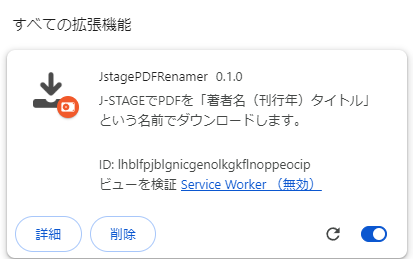 すべての拡張機能
JstagePDFRenamer 0.1.0
J-STAGEでPDFを「著者名（刊行年）タイトル」
という名前でダウンロードします。
ID: lhblfpjblgnicgenolkgkflnoppeocip
ビューを検証 Service Worker （無効）
詳細
削除